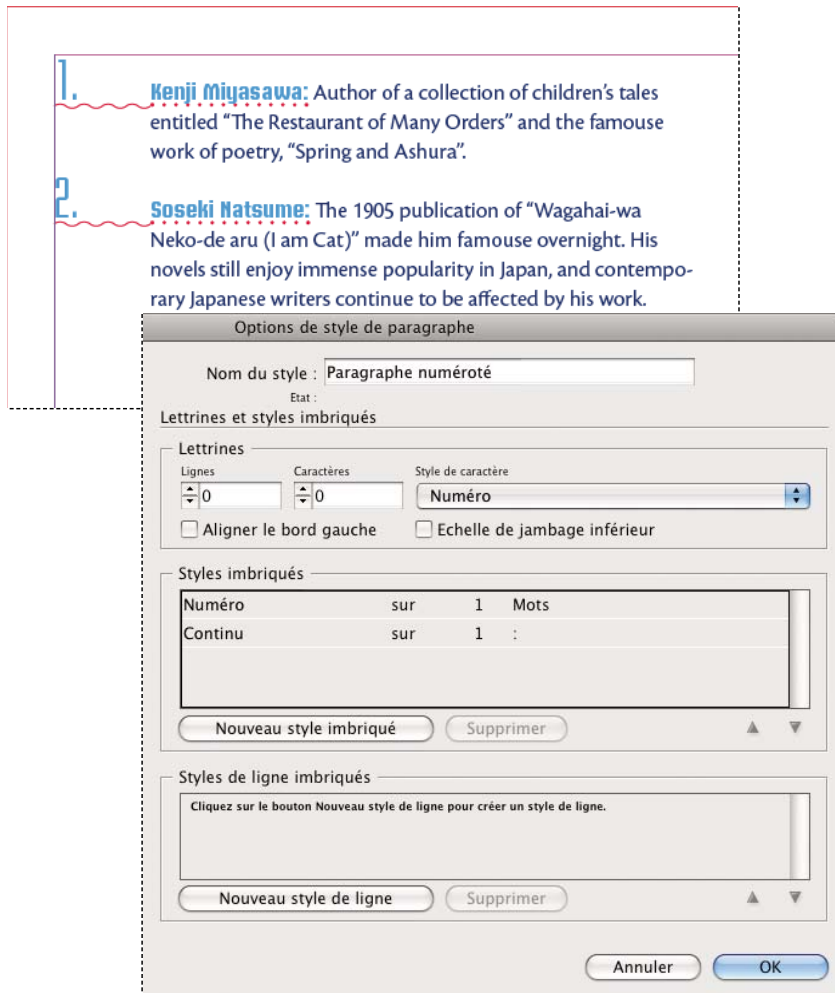 1. Kenji Miyasawa: Author of a collection of children’s tales
entitled “The Restaurant of Many Orders” and the famouse
work of poetry, “Spring and Ashura”.
2. Soseki Natsume: The 1905 publication of “Wagahai-wa
Neko-de aru (I am Cat)” made him famouse overnight. His
novels still enjoy immense popularity in Japan, and contempo-
rary Japanese writers continue to be affected by his work.
Options de style de paragraphe
Nom du style : Paragraphe numéroté
Etat :
Lettrines et styles imbriqués
Lettrines
Lignes Caractères Style de caractère
0 0 Numéro
Aligner le bord gauche Echelle de jambage inférieur
Styles imbriqués
Numéro sur 1 Mots
Continu sur 1 :
Nouveau style imbriqué Supprimer
Styles de ligne imbriqués
Cliquez sur le bouton Nouveau style de ligne pour créer un style de ligne.
Nouveau style de ligne Supprimer
Annuler OK